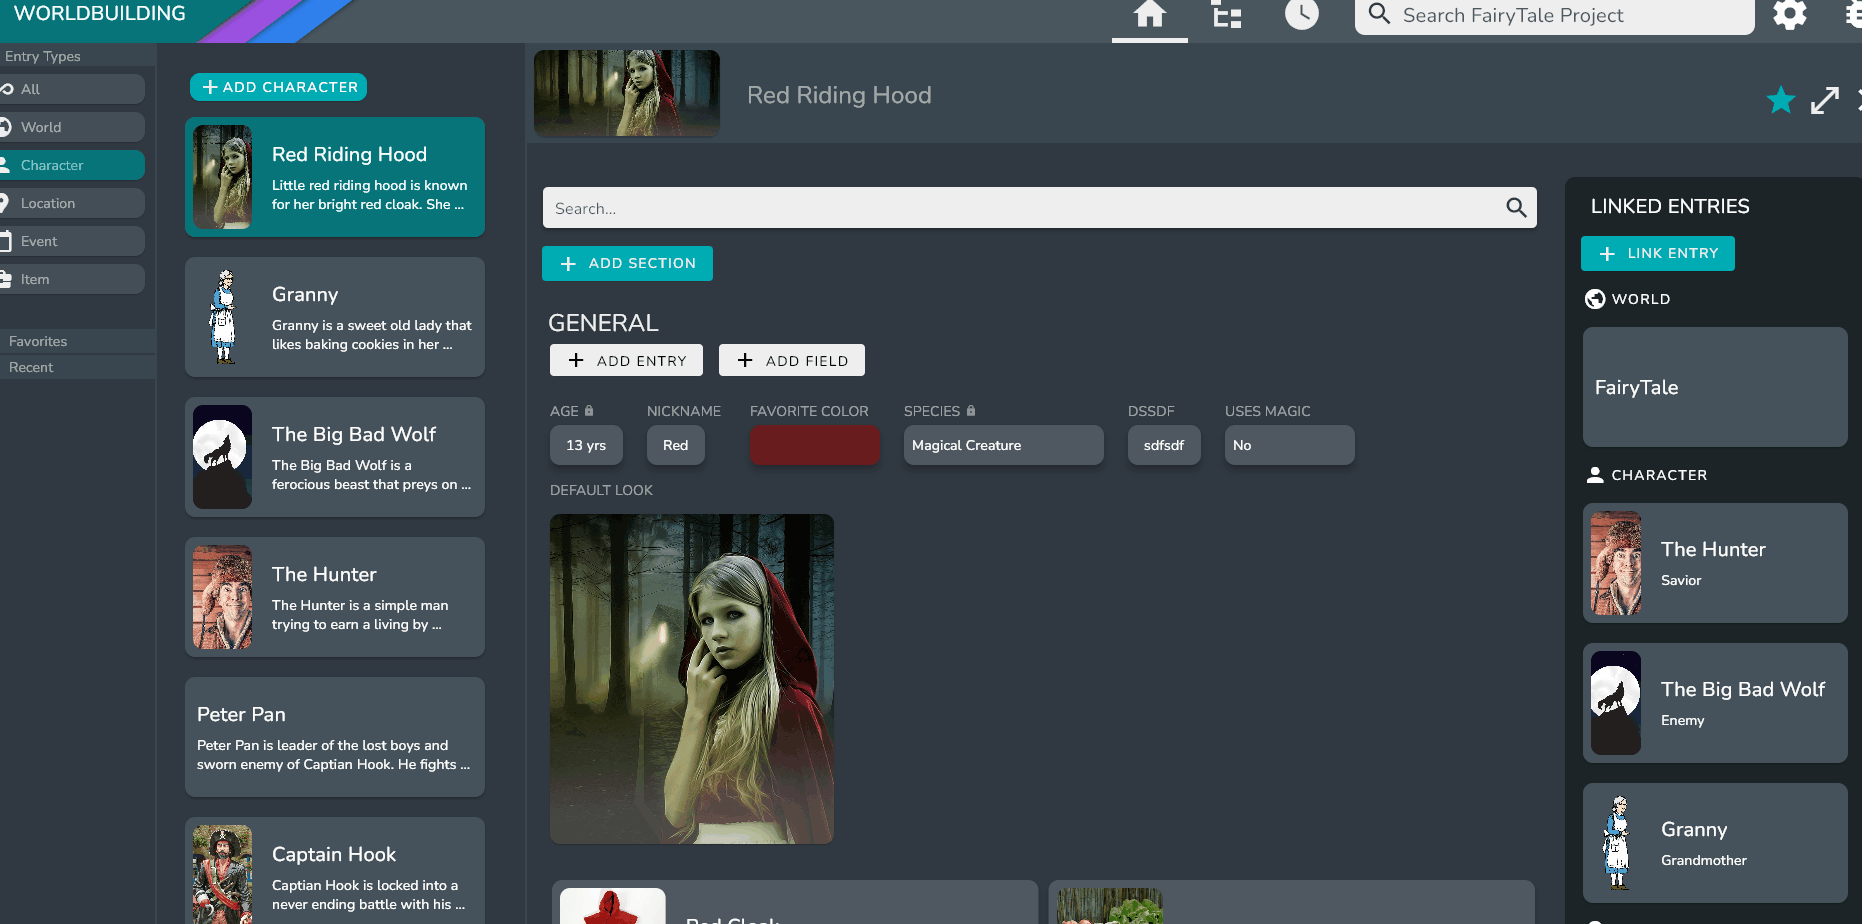 WORLDBUILDING
Search FairyTale Project
Entry Types
All
World
Character
Location
Event
Item
Favorites
Recent
ADD CHARACTER
Red Riding Hood
Little red riding hood is known
for her bright red cloak. She ...
Granny
Granny is a sweet old lady that
likes baking cookies in her ...
The Big Bad Wolf
The Big Bad Wolf is a
ferocious beast that preys on ...
The Hunter
The Hunter is a simple man
trying to earn a living by ...
Peter Pan
Peter Pan is leader of the lost boys and
sworn enemy of Captian Hook. He fights ...
Captain Hook
Captian Hook is locked into a
never ending battle with his ...
Red Riding Hood
Search...
ADD SECTION
GENERAL
ADD ENTRY
ADD FIELD
AGE
NICKNAME
FAVORITE COLOR
SPECIES
DSSDF
USES MAGIC
13 yrs
Red
Magical Creature
sdfsdf
No
DEFAULT LOOK
Red Cloak
LINKED ENTRIES
LINK ENTRY
WORLD
FairyTale
CHARACTER
The Hunter
Savior
The Big Bad Wolf
Enemy
Granny
Grandmother